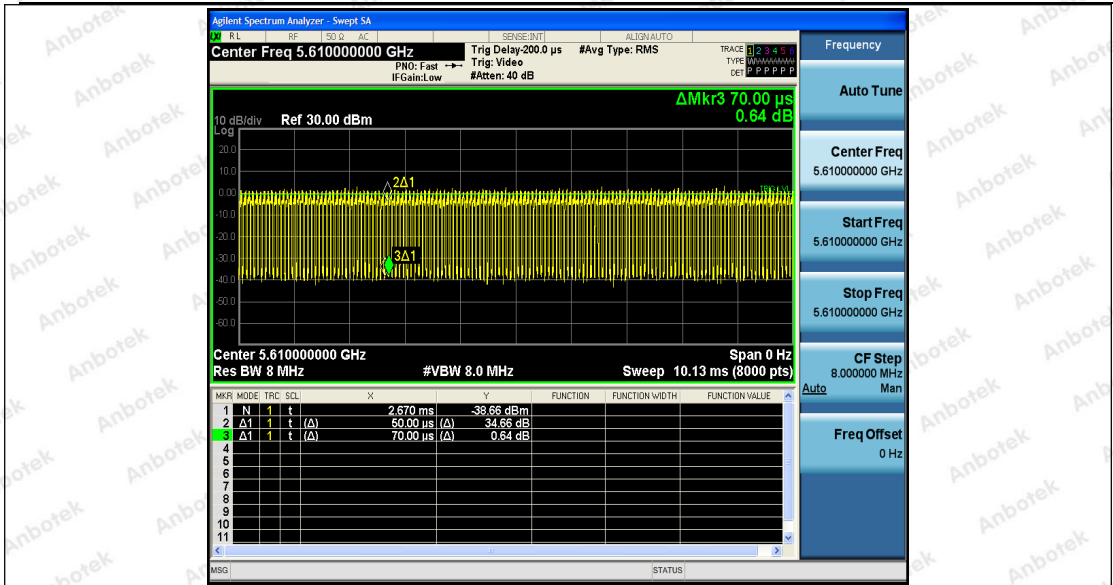 Agilent Spectrum Analyzer - Swept SA
LXI RL RF 50 Ω AC SENSE:INT ALIGNAUTO
Center Freq 5.610000000 GHz
PNO: Fast
IFGain:Low
Trig Delay-200.0 µs
Trig: Video
#Atten: 40 dB
#Avg Type: RMS
TRACE 1 2 3 4 5 6
TYPE
DET P P P P P P
ΔMkr3 70.00 µs
0.64 dB
10 dB/div Ref 30.00 dBm
Log
20.0
10.0
0.00
-10.0
-20.0
-30.0
-40.0
-50.0
-60.0
2Δ1
3Δ1
Center 5.610000000 GHz Span 0 Hz
Res BW 8 MHz #VBW 8.0 MHz Sweep 10.13 ms (8000 pts)
MKR MODE TRC SCL X Y FUNCTION FUNCTION WIDTH FUNCTION VALUE
1 N 1 t 2.670 ms -38.66 dBm
2 Δ1 1 t (Δ) 50.00 µs (Δ) 34.66 dB
3 Δ1 1 t (Δ) 70.00 µs (Δ) 0.64 dB
4
5
6
7
8
9
10
11
MSG STATUS
Frequency
Auto Tune
Center Freq
5.610000000 GHz
Start Freq
5.610000000 GHz
Stop Freq
5.610000000 GHz
CF Step
8.000000 MHz
Auto Man
Freq Offset
0 Hz
Anbotek